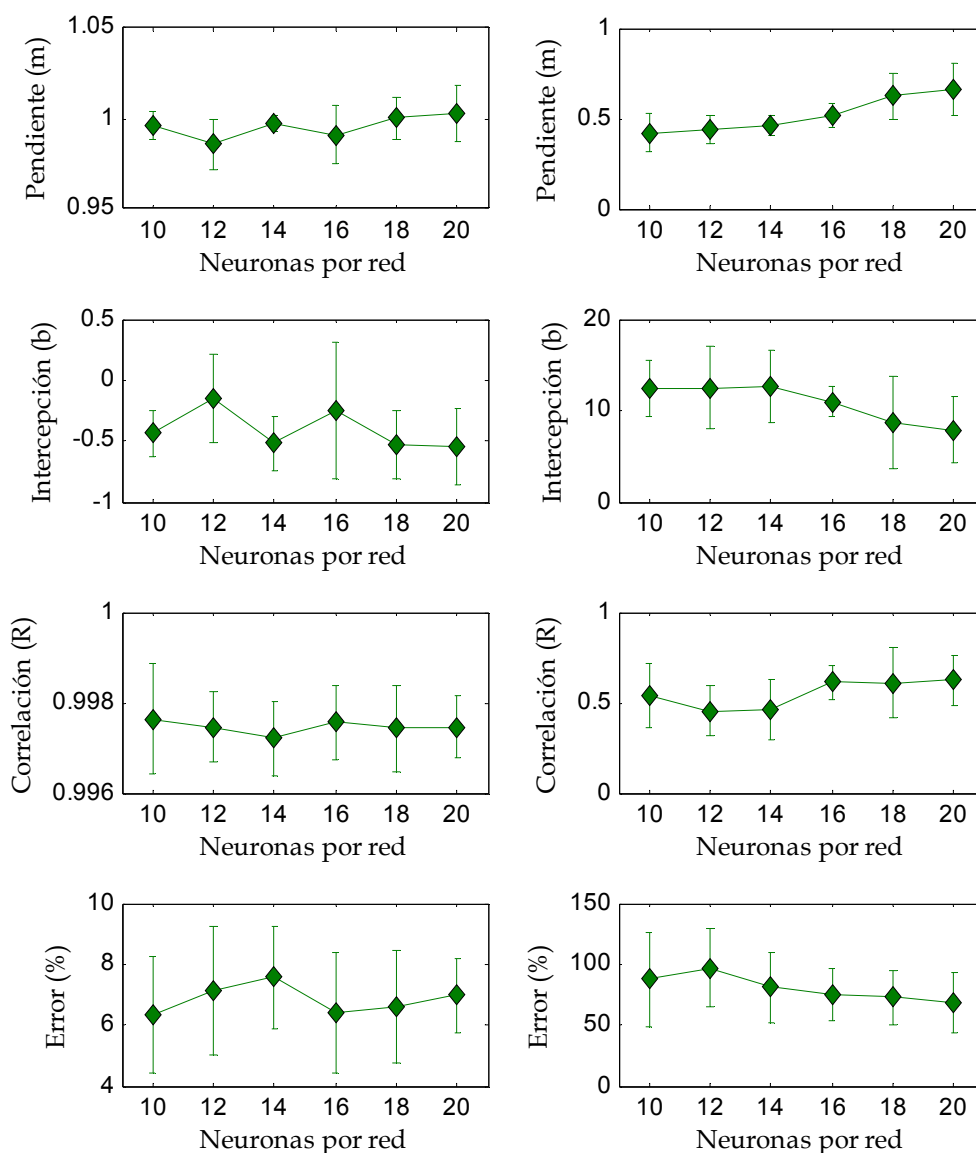 1.05
1
0.95
Pendiente (m)
10 12 14 16 18 20
Neuronas por red
1
0.5
0
Pendiente (m)
10 12 14 16 18 20
Neuronas por red
0.5
0
-0.5
-1
Intercepción (b)
10 12 14 16 18 20
Neuronas por red
20
10
0
Intercepción (b)
10 12 14 16 18 20
Neuronas por red
1
0.998
0.996
Correlación (R)
10 12 14 16 18 20
Neuronas por red
1
0.5
0
Correlación (R)
10 12 14 16 18 20
Neuronas por red
10
8
6
4
Error (%)
10 12 14 16 18 20
Neuronas por red
150
100
50
0
Error (%)
10 12 14 16 18 20
Neuronas por red